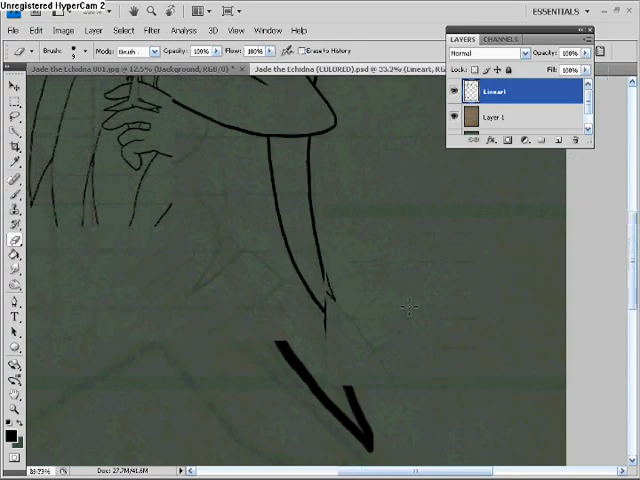 Unregistered HyperCam 2
ESSENTIALS
File Edit Image Layer Select Filter Analysis 3D View Window Help
Brush: 9 Mode: Brush Opacity: 100% Flow: 100% Erase to History
Jade the Echidna 001.jpg @ 12.5% (Background, RGB/8) *
Jade the Echidna (COLORED).psd @ 33.3% (Lineart, RG
LAYERS CHANNELS
Normal Opacity: 100%
Lock: Fill: 100%
Lineart
Layer 1
Doc: 27.7M/41.6M